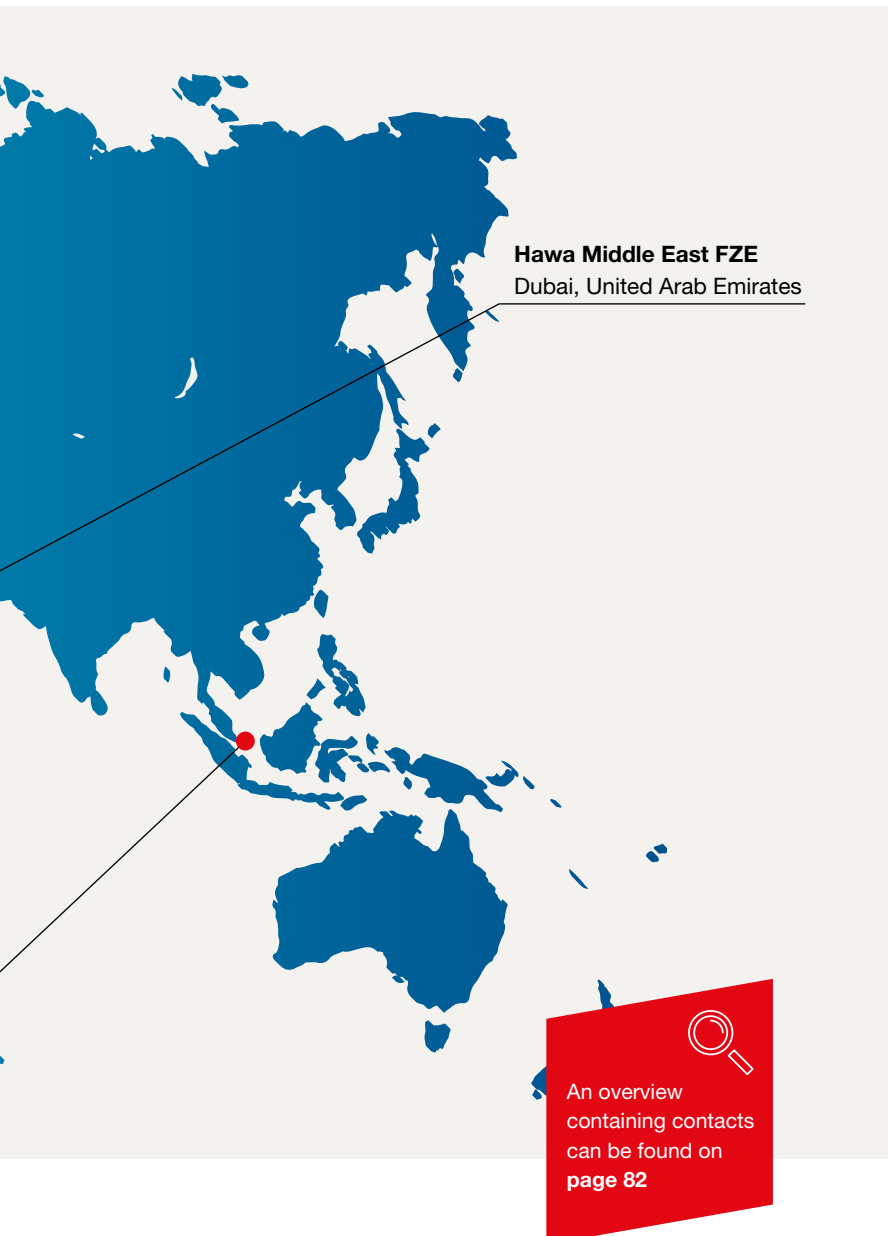 Hawa Middle East FZE
Dubai, United Arab Emirates
An overview
containing contacts
can be found on
page 82